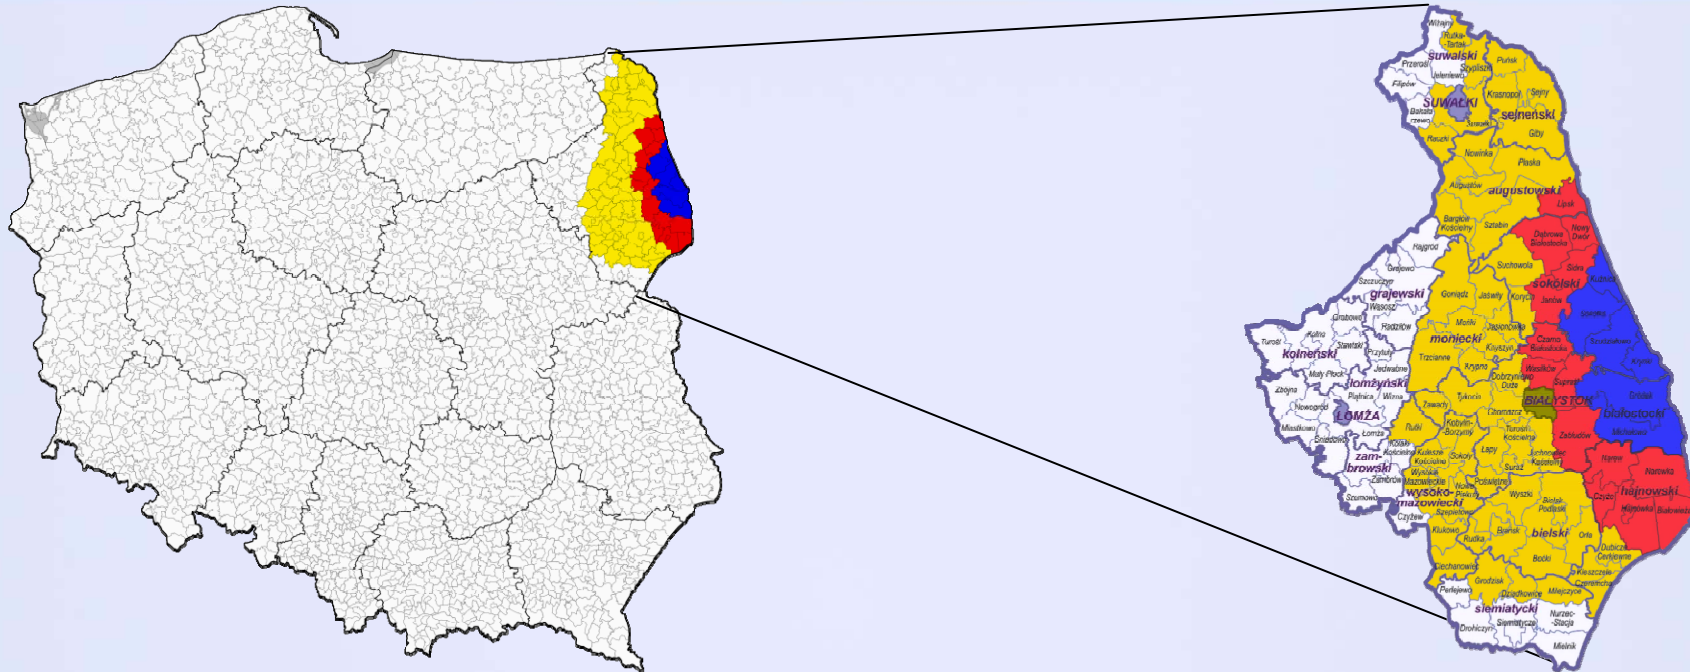 Wiżajny
Rutka-
Tartak
suwalski
Szypliszki
Puńsk
Przerośl
Jeleniewo
Filipów
Krasnopol
Sejny
SUWAŁKI
sejneński
Suwałki
Giby
Raczki
Nowinka
Płaska
Augustów
augustowski
Lipsk
Bargłów
Kościelny
Sztabin
Nowy
Dwór
Dąbrowa
Białostocka
Rajgród
Suchowola
Sidra
Kuźnica
Grajewo
Szczuczyn
sokólski
grajewski
Goniądz
Jaświły
Korycin
Janów
Wąsosz
Grabowo
Sokółka
Radziłów
Mońki
Jasionówka
Kolno
Turośl
Stawiski
moniecki
Czarna
Białostocka
Szudziałowo
Knyszyn
kolneński
Przytuły
Trzcianne
Krynki
Jedwabne
Krypno
Wasilków
Mały Płock
Dobrzyniewo
Duże
Supraśl
łomżyński
Zbójna
Piątnica
Wizna
Tykocin
Gródek
BIAŁYSTOK
Nowogród
Zawady
Choroszcz
ŁOMŻA
białostocki
Miastkowo
Rutki
Kobylin-
Borzymy
Turośń
Kościelna
Michałowo
Łomża
Zabłudów
Śniadowo
Kołaki
Kościelne
Kulesze
Kościelne
Sokoły
Łapy
Juchnowiec
Kościelny
Narew
zam-
browski
Suraż
Narewka
Wysokie
Mazowieckie
Zambrów
Poświętne
Nowe
Piekuty
Wyszki
Szumowo
wysoko-
mazowiecki
Czyże
hajnowski
Bielsk
Podlaski
Hajnówka
Białowieża
Szepietowo
Czyżew
Klukowo
Brańsk
bielski
Orla
Rudka
Dubicze
Cerkiewne
Boćki
Ciechanowiec
Kleszczele
Grodzisk
Czeremcha
Perlejewo
Dziadkowice
Milejczyce
siemiatycki
Nurzec-
Stacja
Drohiczyn
Siemiatycze
Mielnik